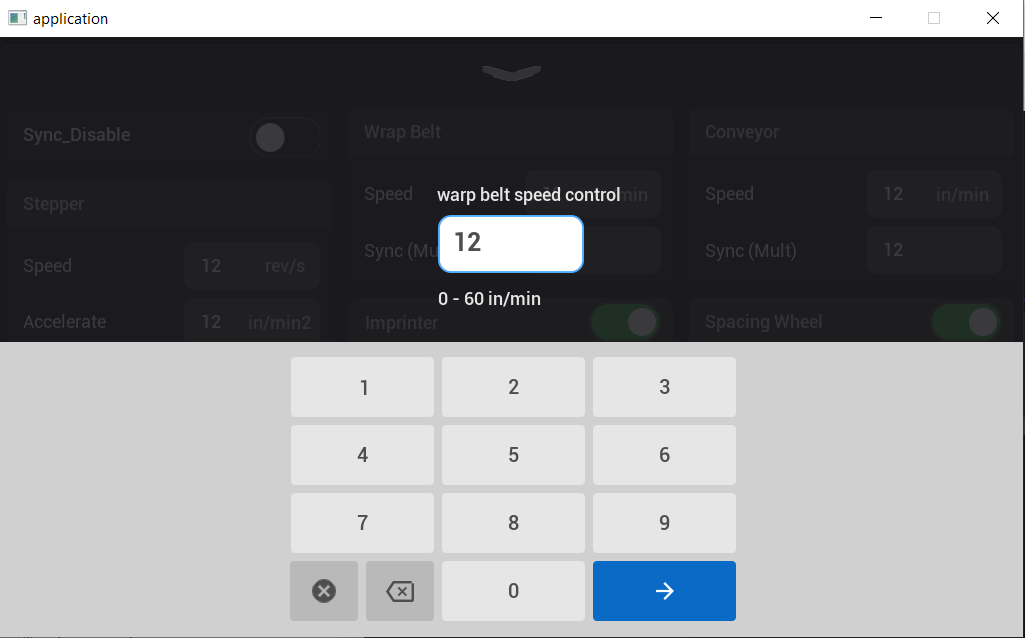 application
Sync_Disable
Wrap Belt
Conveyor
Stepper
Speed
warp belt speed control
min
Speed 12 in/min
12
Sync (Mu
Sync (Mult) 12
Speed 12 rev/s
0 - 60 in/min
Accelerate 12 in/min2
Imprinter
Spacing Wheel
1 2 3
4 5 6
7 8 9
0